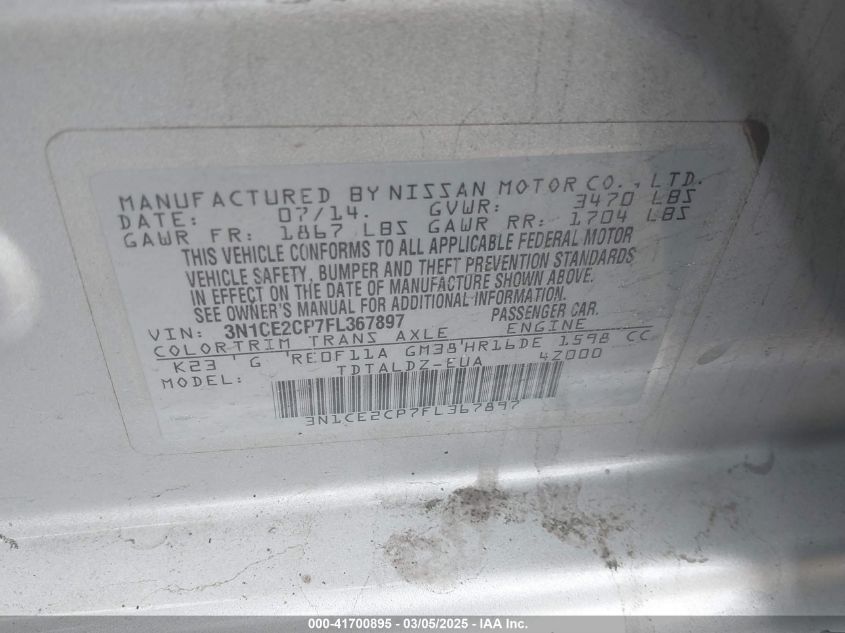 MANUFACTURED BY NISSAN MOTOR CO., LTD.
DATE: 07/14. GVWR: 3470 LBS
GAWR FR: 1867 LBS GAWR RR: 1704 LBS
THIS VEHICLE CONFORMS TO ALL APPLICABLE FEDERAL MOTOR
VEHICLE SAFETY, BUMPER AND THEFT PREVENTION STANDARDS
IN EFFECT ON THE DATE OF MANUFACTURE SHOWN ABOVE.
SEE OWNER'S MANUAL FOR ADDITIONAL INFORMATION.
VIN: 3N1CE2CP7FL367897 PASSENGER CAR.
COLOR TRIM TRANS AXLE ENGINE
K23 G RE0F11A GM38 HR16DE 1598 CC
MODEL: TDTALDZ-EUA 4Z000
3N1CE2CP7FL367897
000-41700895 - 03/05/2025 - IAA Inc.